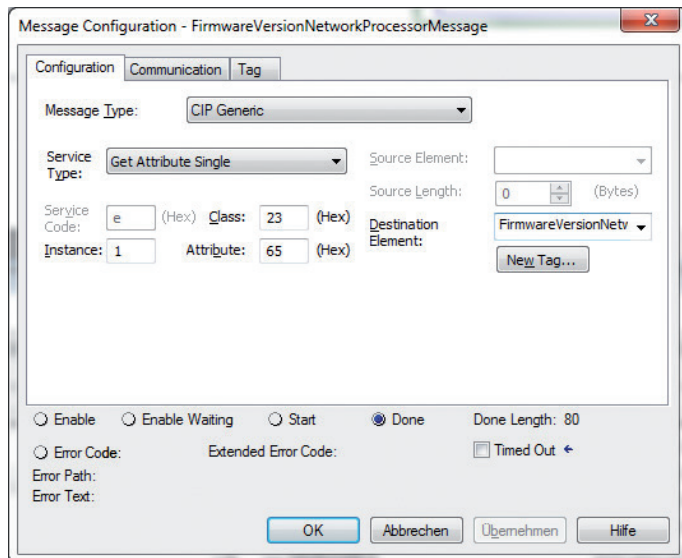 Message Configuration - FirmwareVersionNetworkProcessorMessage
Configuration Communication Tag
Message Type: CIP Generic
Service Type: Get Attribute Single
Source Element:
Source Length: 0 (Bytes)
Service Code: e (Hex) Class: 23 (Hex)
Destination Element: FirmwareVersionNetw
Instance: 1 Attribute: 65 (Hex)
New Tag...
Enable Enable Waiting Start Done Done Length: 80
Error Code: Extended Error Code: Timed Out
Error Path:
Error Text:
OK Abbrechen Übernehmen Hilfe